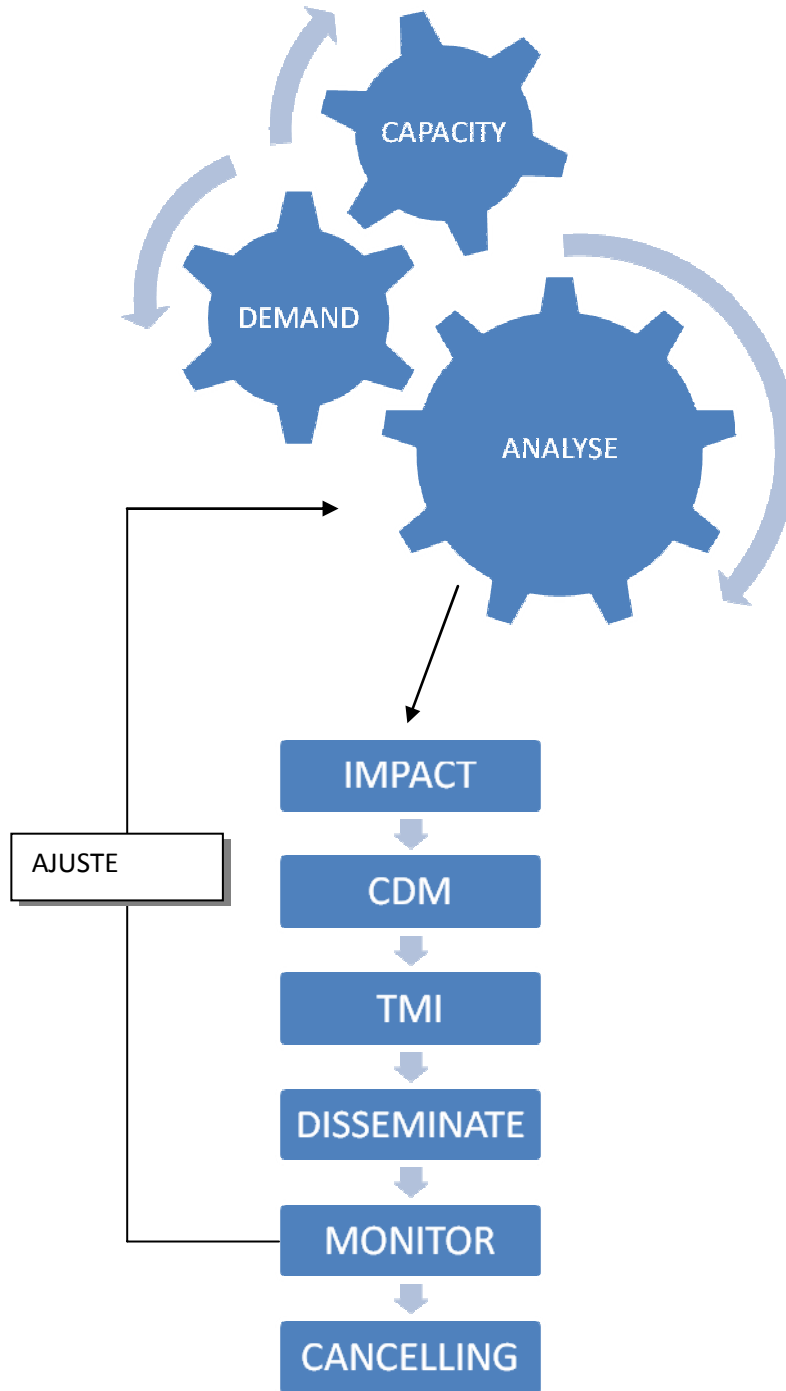 CAPACITY
DEMAND
ANALYSE
IMPACT
AJUSTE
CDM
TMI
DISSEMINATE
MONITOR
CANCELLING